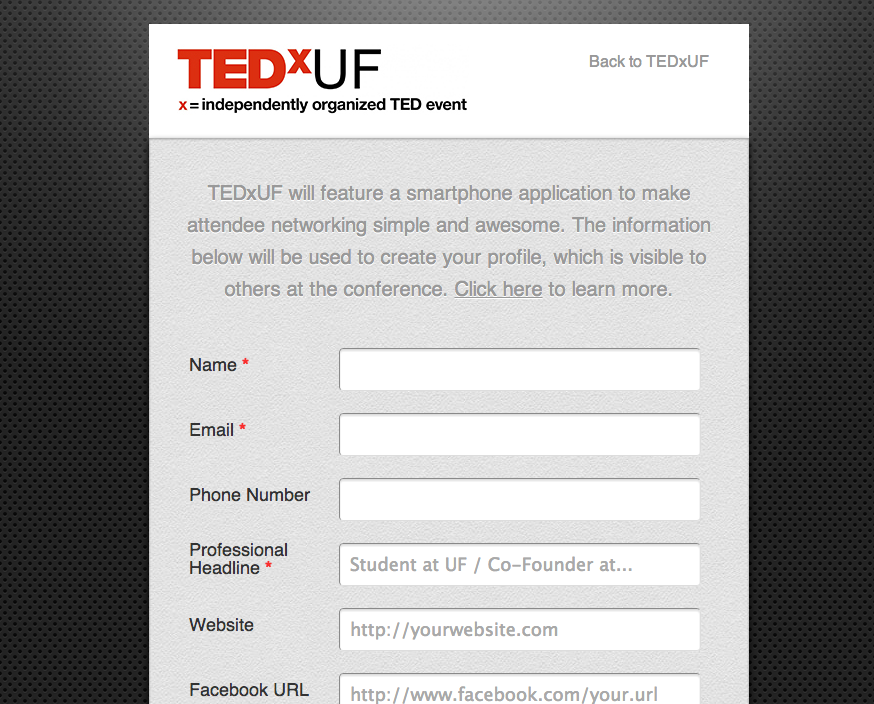 TEDxUF
Back to TEDxUF
x = independently organized TED event
TEDxUF will feature a smartphone application to make
attendee networking simple and awesome. The information
below will be used to create your profile, which is visible to
others at the conference. Click here to learn more.
Name *
Email *
Phone Number
Professional
Headline *
Student at UF / Co-Founder at...
Website
http://yourwebsite.com
Facebook URL
http://www.facebook.com/your.url